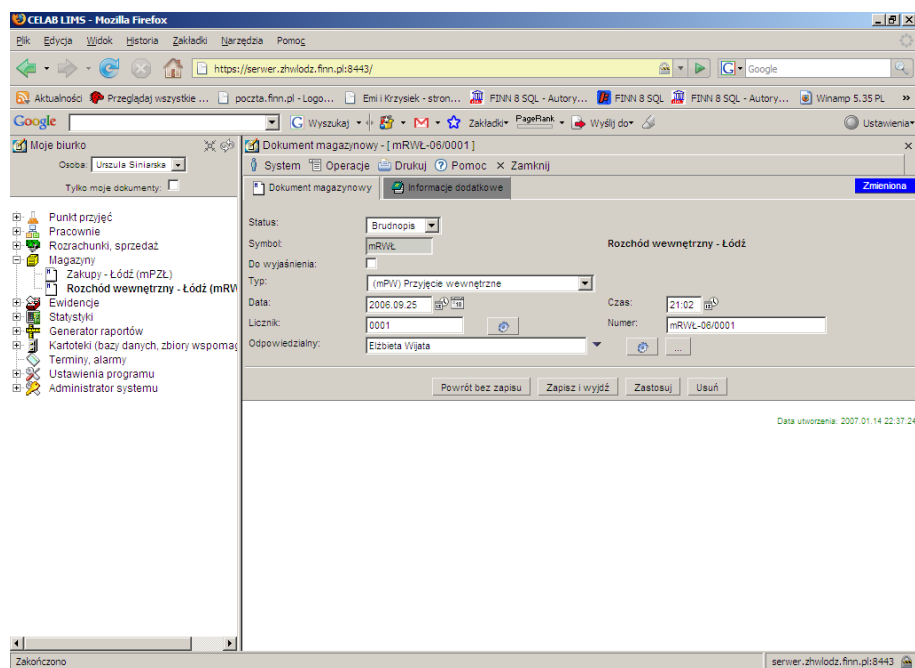 CELAB LIMS - Mozilla Firefox
Plik Edycja Widok Historia Zakładki Narzędzia Pomoc
https://serwer.zhwlodz.finn.pl:8443/
Google
Aktualności Przeglądaj wszystkie ... poczta.finn.pl - Logo... Emi i Krzysiek - stron... FINN 8 SQL - Autory... FINN 8 SQL FINN 8 SQL - Autory... Winamp 5.35 PL »
Google Wyszukaj Zakładki PageRank Wyślij do Ustawienia
Moje biurko
Osoba: Urszula Siniarska
Tylko moje dokumenty:
Punkt przyjęć
Pracownie
Rozrachunki, sprzedaż
Magazyny
Zakupy - Łódź (mPZŁ)
Rozchód wewnętrzny - Łódź (mRW
Ewidencje
Statystyki
Generator raportów
Kartoteki (bazy danych, zbiory wspomag
Terminy, alarmy
Ustawienia programu
Administrator systemu
Dokument magazynowy - [ mRWŁ-06/0001 ] x
System Operacje Drukuj Pomoc Zamknij
Dokument magazynowy Informacje dodatkowe Zmieniona
Status: Brudnopis
Symbol: mRWŁ Rozchód wewnętrzny - Łódź
Do wyjaśnienia:
Typ: (mPW) Przyjęcie wewnętrzne
Data: 2006.09.25 Czas: 21:02
Licznik: 0001 Numer: mRWŁ-06/0001
Odpowiedzialny: Elżbieta Wijata ...
Powrót bez zapisu Zapisz i wyjdź Zastosuj Usuń
Data utworzenia: 2007.01.14 22:37:24
Zakończono serwer.zhwlodz.finn.pl:8443